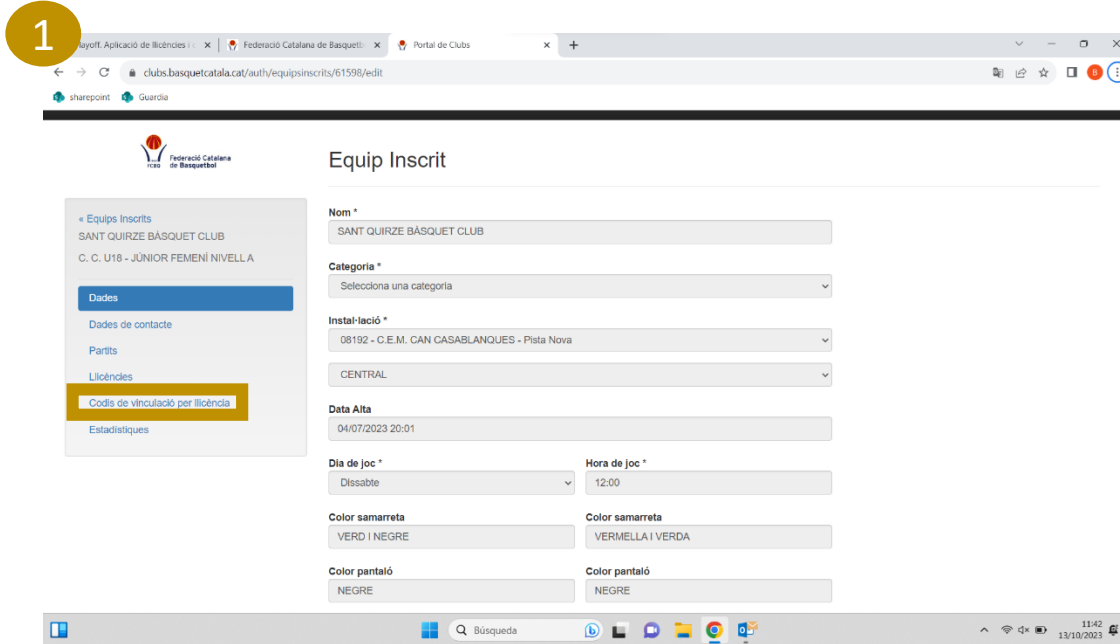 1
layoff. Aplicació de llicències i c
Federació Catalana de Basquetb
Portal de Clubs
clubs.basquetcatala.cat/auth/equipsinscrits/61598/edit
B
sharepoint
Guardia
FCBQ
Federació Catalana
de Basquetbol
Equip Inscrit
« Equips Inscrits
SANT QUIRZE BÀSQUET CLUB
C. C. U18 - JÚNIOR FEMENÍ NIVELL A
Dades
Dades de contacte
Partits
Llicències
Codis de vinculació per llicència
Estadístiques
Nom *
SANT QUIRZE BÀSQUET CLUB
Categoria *
Selecciona una categoria
Instal·lació *
08192 - C.E.M. CAN CASABLANQUES - Pista Nova
CENTRAL
Data Alta
04/07/2023 20:01
Dia de joc *
Hora de joc *
Dissabte
12:00
Color samarreta
Color samarreta
VERD I NEGRE
VERMELLA I VERDA
Color pantaló
Color pantaló
NEGRE
NEGRE
Búsqueda
11:42
13/10/2023